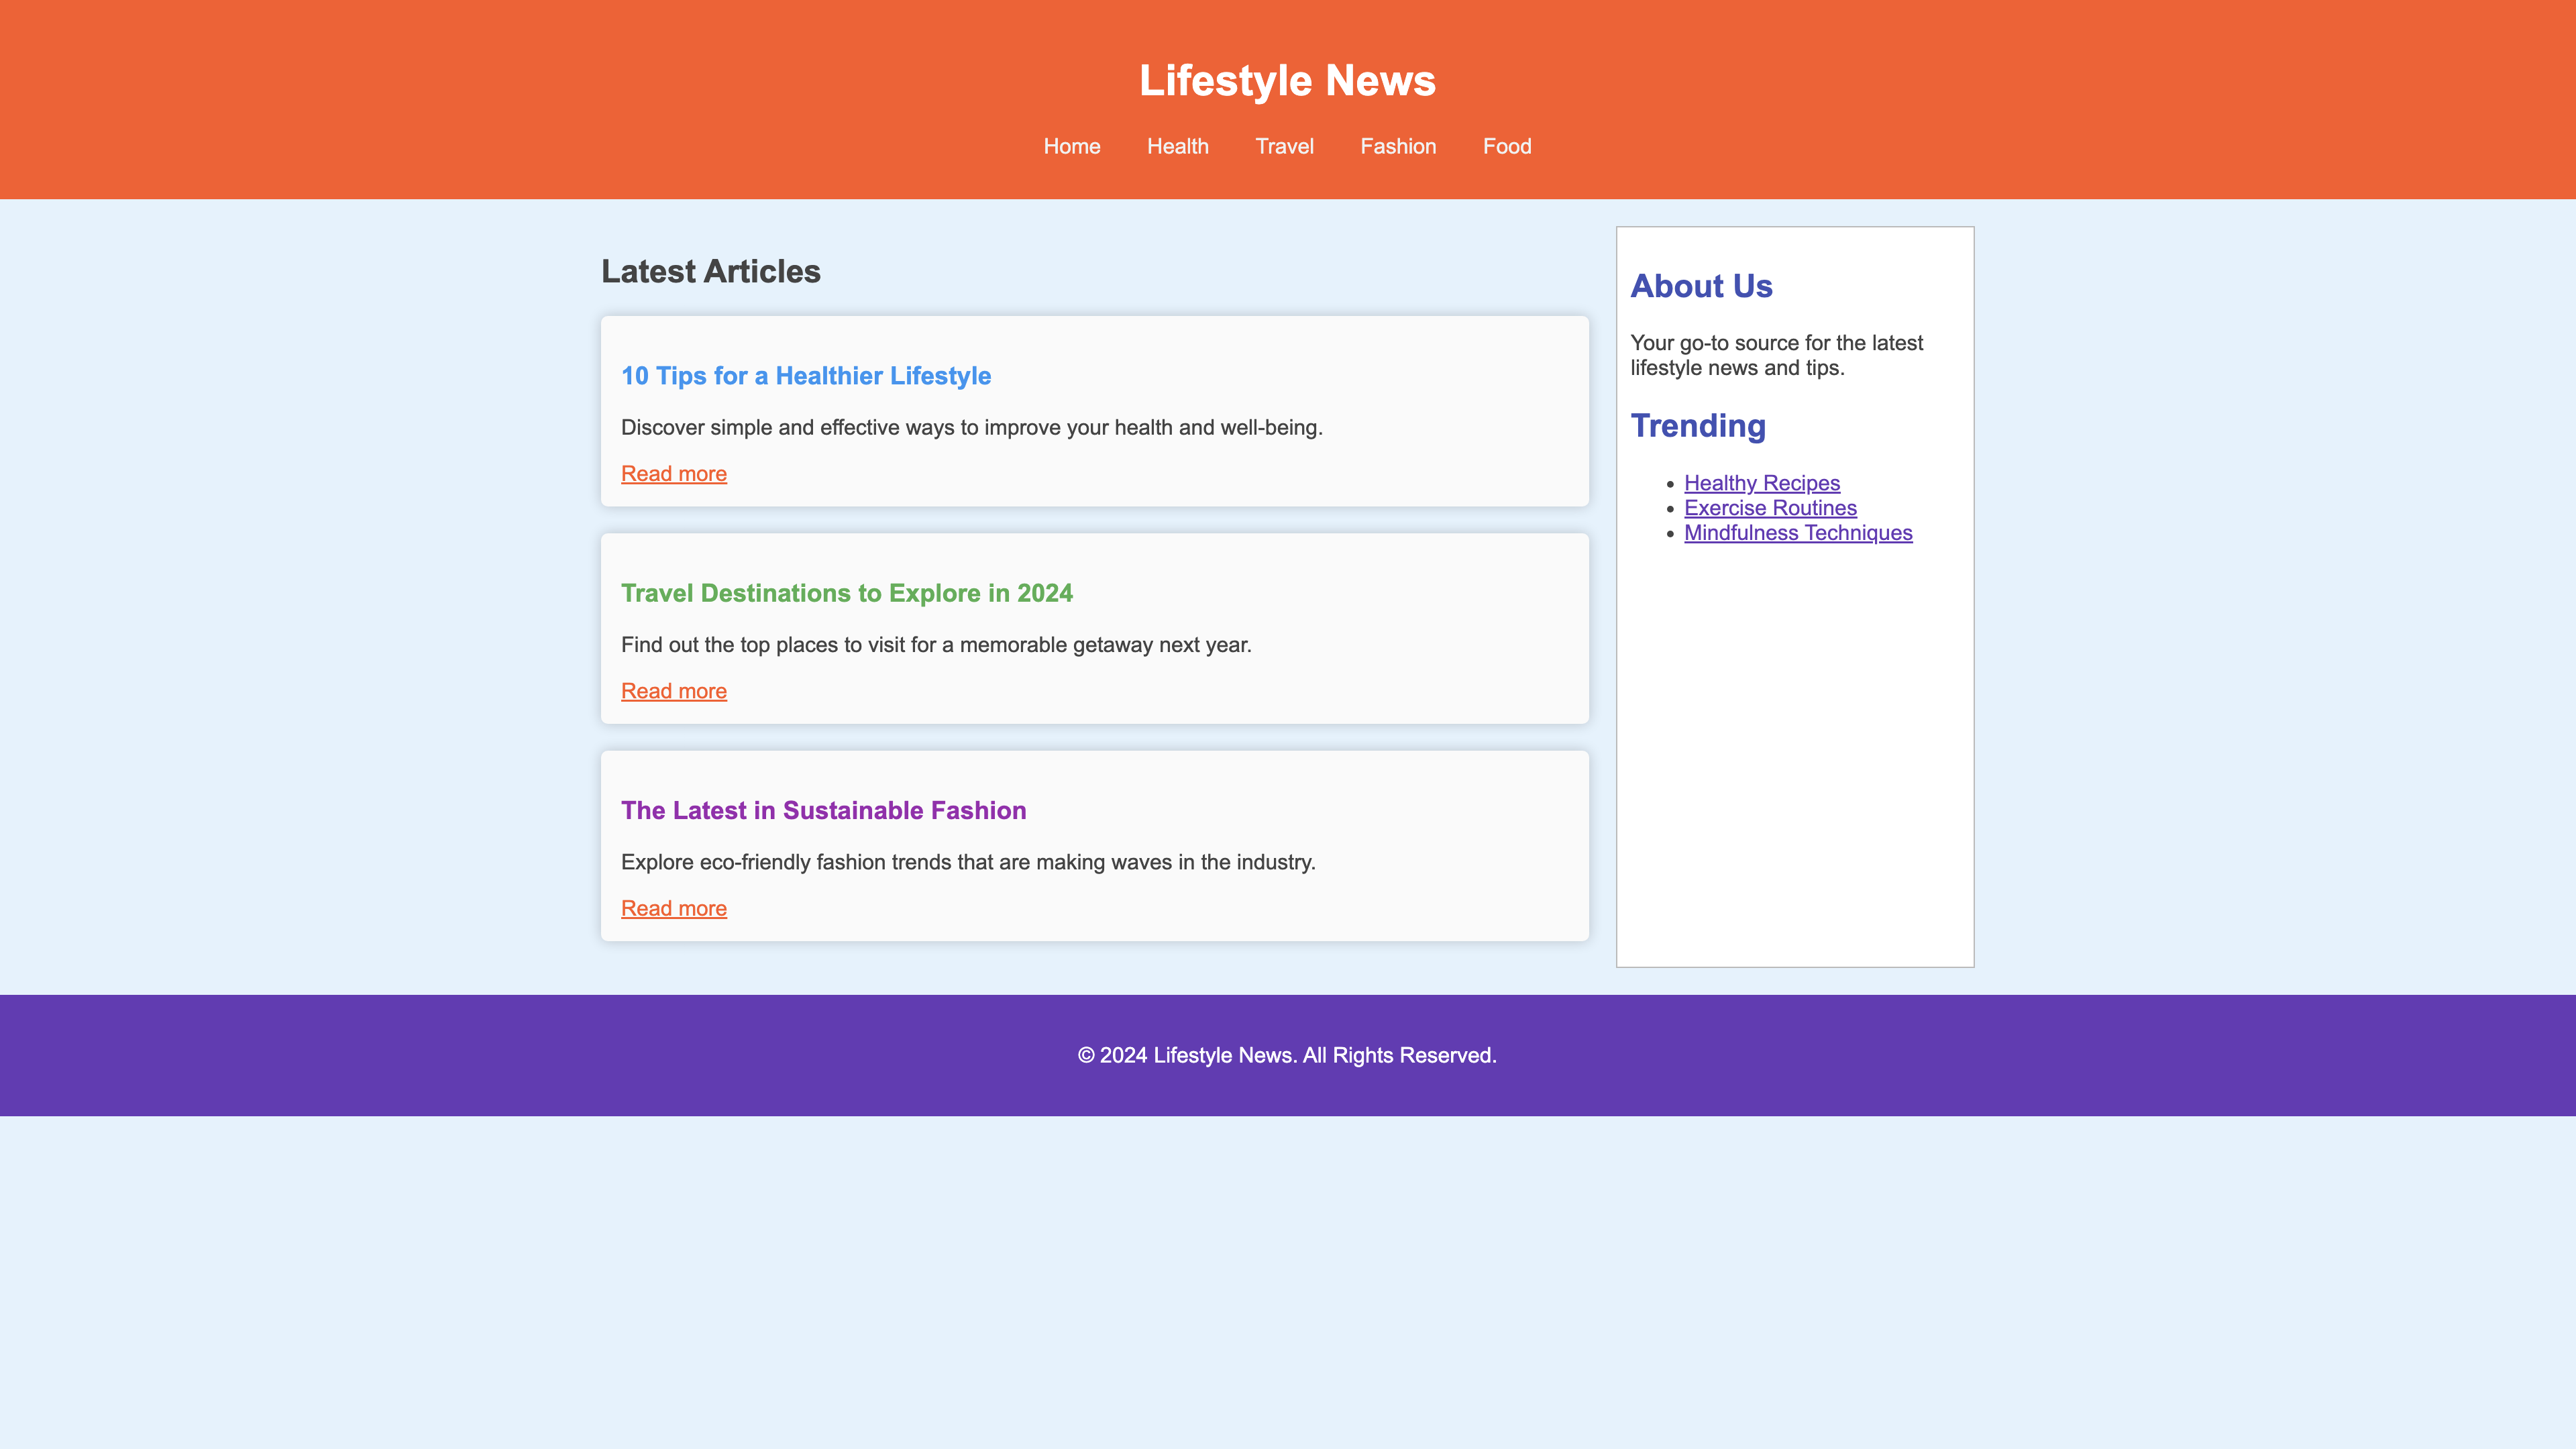 Lifestyle News
Home Health Travel Fashion Food
Latest Articles
10 Tips for a Healthier Lifestyle
Discover simple and effective ways to improve your health and well-being.
Read more
Travel Destinations to Explore in 2024
Find out the top places to visit for a memorable getaway next year.
Read more
The Latest in Sustainable Fashion
Explore eco-friendly fashion trends that are making waves in the industry.
Read more
About Us
Your go-to source for the latest
lifestyle news and tips.
Trending
• Healthy Recipes
• Exercise Routines
• Mindfulness Techniques
© 2024 Lifestyle News. All Rights Reserved.